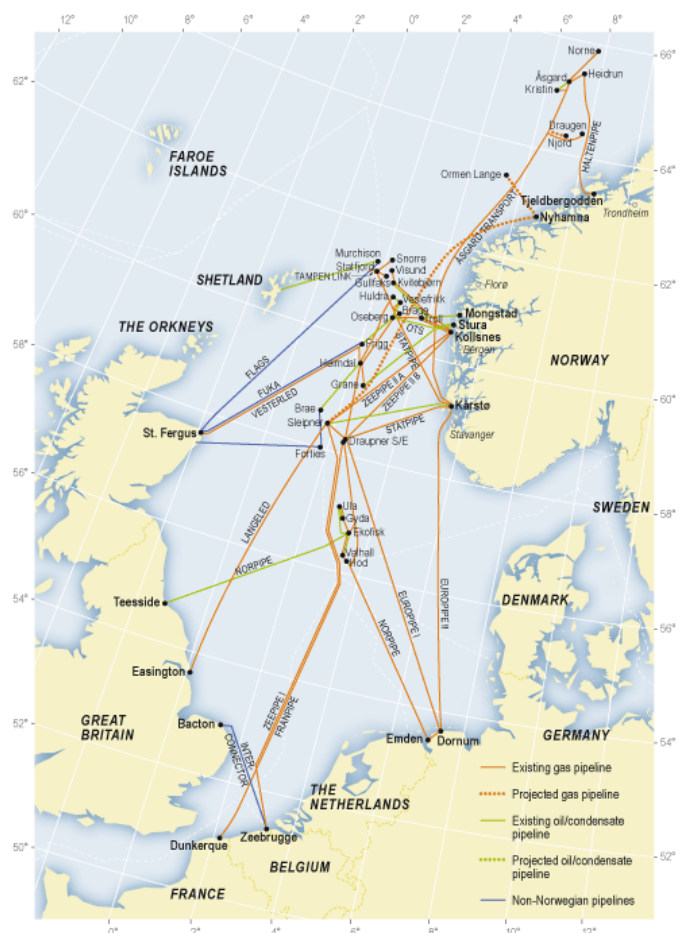 12°
10°
8°
6°
4°
2°
0°
2°
4°
6°
8°
62°
60°
58°
56°
54°
52°
50°
66°
64°
62°
60°
58°
56°
54°
52°
0°
2°
4°
6°
8°
10°
12°
Norne
Åsgard
Heidrun
Kristin
Draugen
Njord
HALTENPIPE
FAROE
ISLANDS
Ormen Lange
Tjeldbergodden
Nyhamna
Trondheim
ÅSGARD TRANSPORT
Murchison
Snorre
Statfjord
Visund
TAMPEN LINK
Gullfaks
Kvitebjørn
SHETLAND
Huldra
Veslefrikk
Florø
Brage
Oseberg
Troll
Mongstad
OTS
Stura
THE ORKNEYS
Kollsnes
Bergen
Frigg
STATPIPE
NORWAY
FLAGS
Heimdal
FUKA
Grane
ZEEPIPE II A
ZEEPIPE II B
VESTERLED
Brae
Kårstø
St. Fergus
Sleipner
STATPIPE
Stavanger
Draupner S/E
Forties
SWEDEN
LANGELED
Ula
Gyda
Ekofisk
NORPIPE
Valhall
Hod
Teesside
EUROPIPE II
EUROPIPE I
NORPIPE
DENMARK
Easington
ZEEPIPE I
FRANPIPE
GREAT
BRITAIN
Bacton
INTER
CONNECTOR
Emden
Dornum
GERMANY
THE
NETHERLANDS
Dunkerque
Zeebrugge
BELGIUM
FRANCE
Existing gas pipeline
Projected gas pipeline
Existing oil/condensate
pipeline
Projected oil/condensate
pipeline
Non-Norwegian pipelines